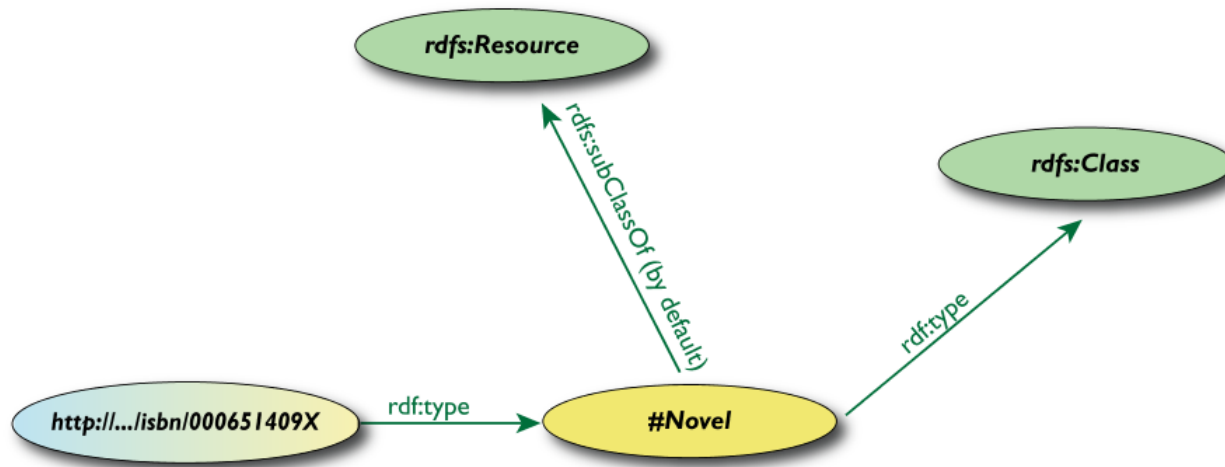 rdfs:Resource
rdfs:subClassOf (by default)
rdfs:Class
rdf:type
http://.../isbn/000651409X
rdf:type
#Novel